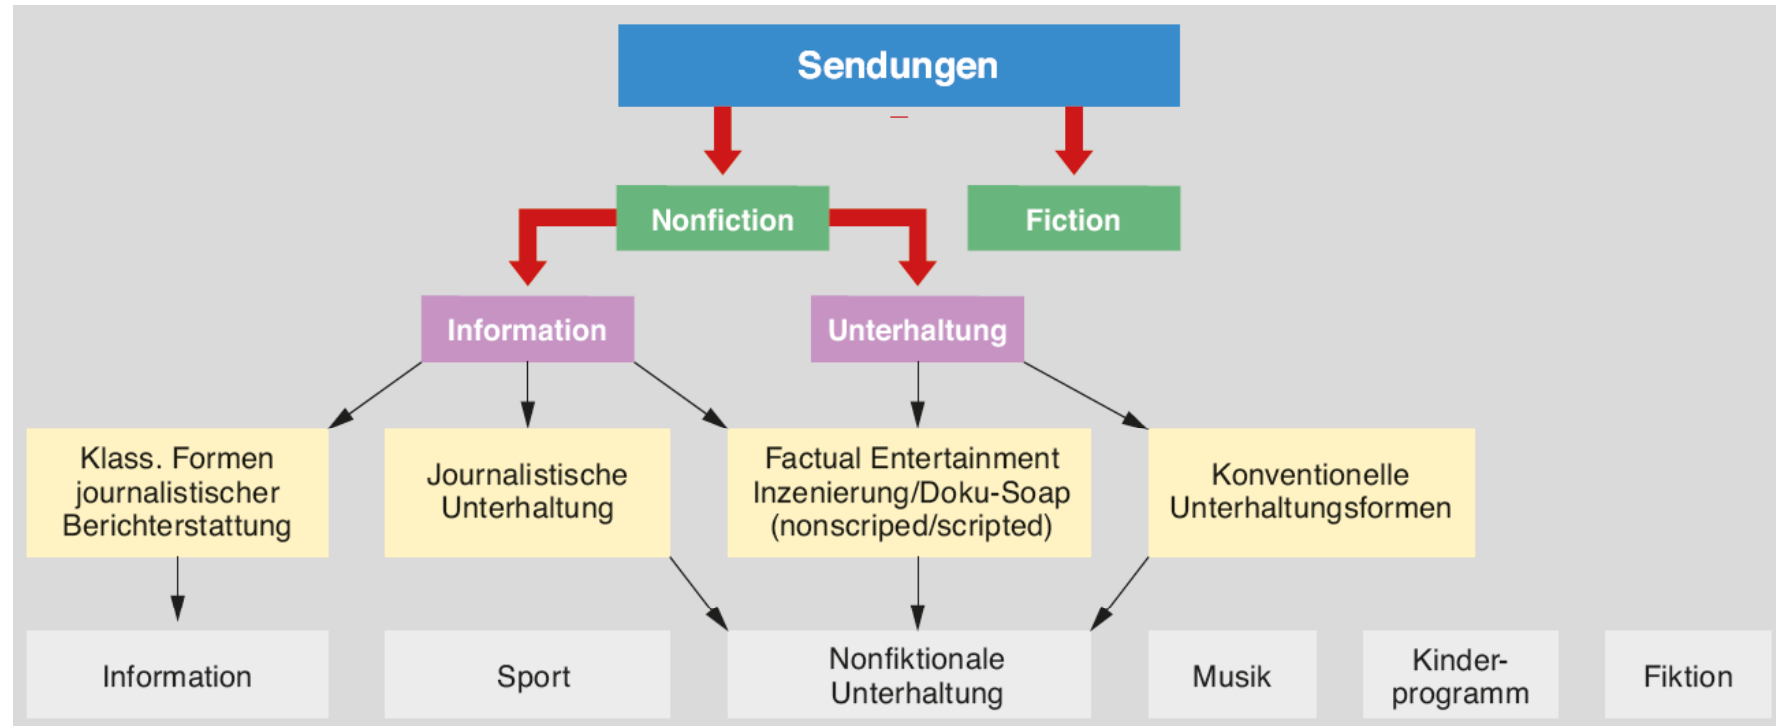 Sendungen
Nonfiction
Fiction
Information
Unterhaltung
Klass. Formen
journalistischer
Berichterstattung
Journalistische
Unterhaltung
Factual Entertainment
Inzenierung/Doku-Soap
(nonscriped/scripted)
Konventionelle
Unterhaltungsformen
Information
Sport
Nonfiktionale
Unterhaltung
Musik
Kinder-
programm
Fiktion